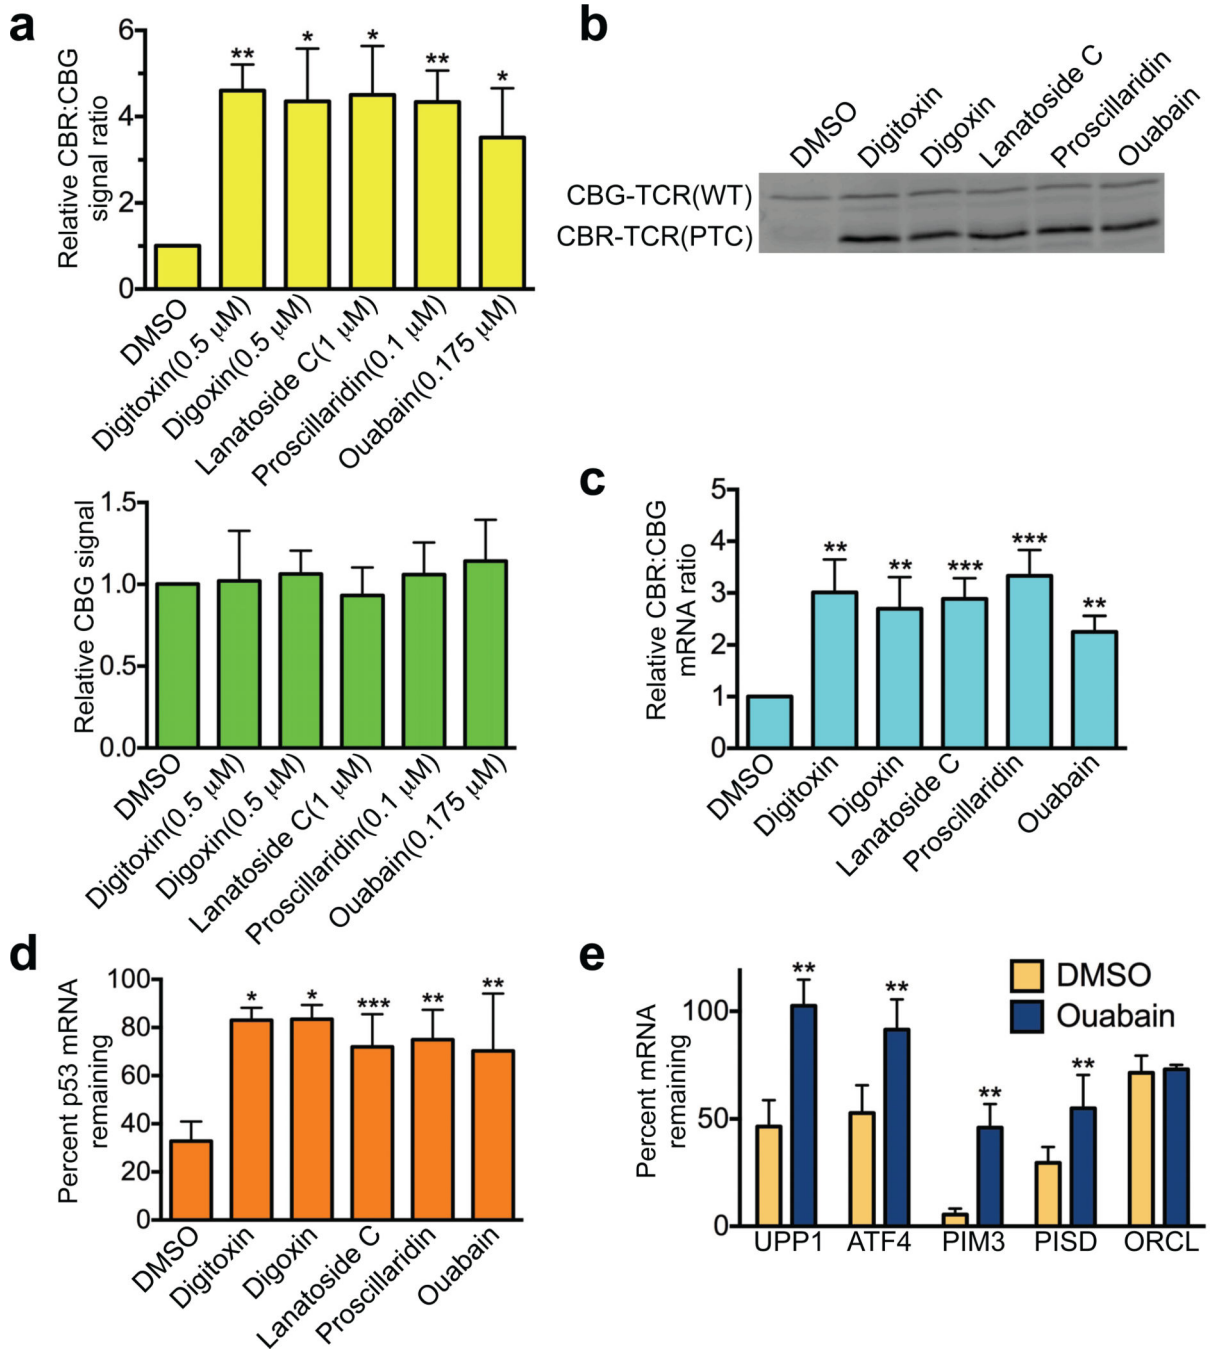 a
Relative CBR:CBG
signal ratio
6
4
2
0
** * * ** *
DMSO
Digitoxin(0.5 μM)
Digoxin(0.5 μM)
Lanatoside C(1 μM)
Proscillaridin(0.1 μM)
Ouabain(0.175 μM)
Relative CBG signal
1.5
1.0
0.5
0.0
DMSO
Digitoxin(0.5 μM)
Digoxin(0.5 μM)
Lanatoside C(1 μM)
Proscillaridin(0.1 μM)
Ouabain(0.175 μM)
b
DMSO
Digitoxin
Digoxin
Lanatoside C
Proscillaridin
Ouabain
CBG-TCR(WT)
CBR-TCR(PTC)
c
Relative CBR:CBG
mRNA ratio
5
4
3
2
1
0
** ** *** *** **
DMSO
Digitoxin
Digoxin
Lanatoside C
Proscillaridin
Ouabain
d
Percent p53 mRNA
remaining
100
80
60
40
20
0
* * *** ** **
DMSO
Digitoxin
Digoxin
Lanatoside C
Proscillaridin
Ouabain
e
Percent mRNA
remaining
100
50
0
DMSO
Ouabain
** ** ** **
UPP1 ATF4 PIM3 PISD ORCL